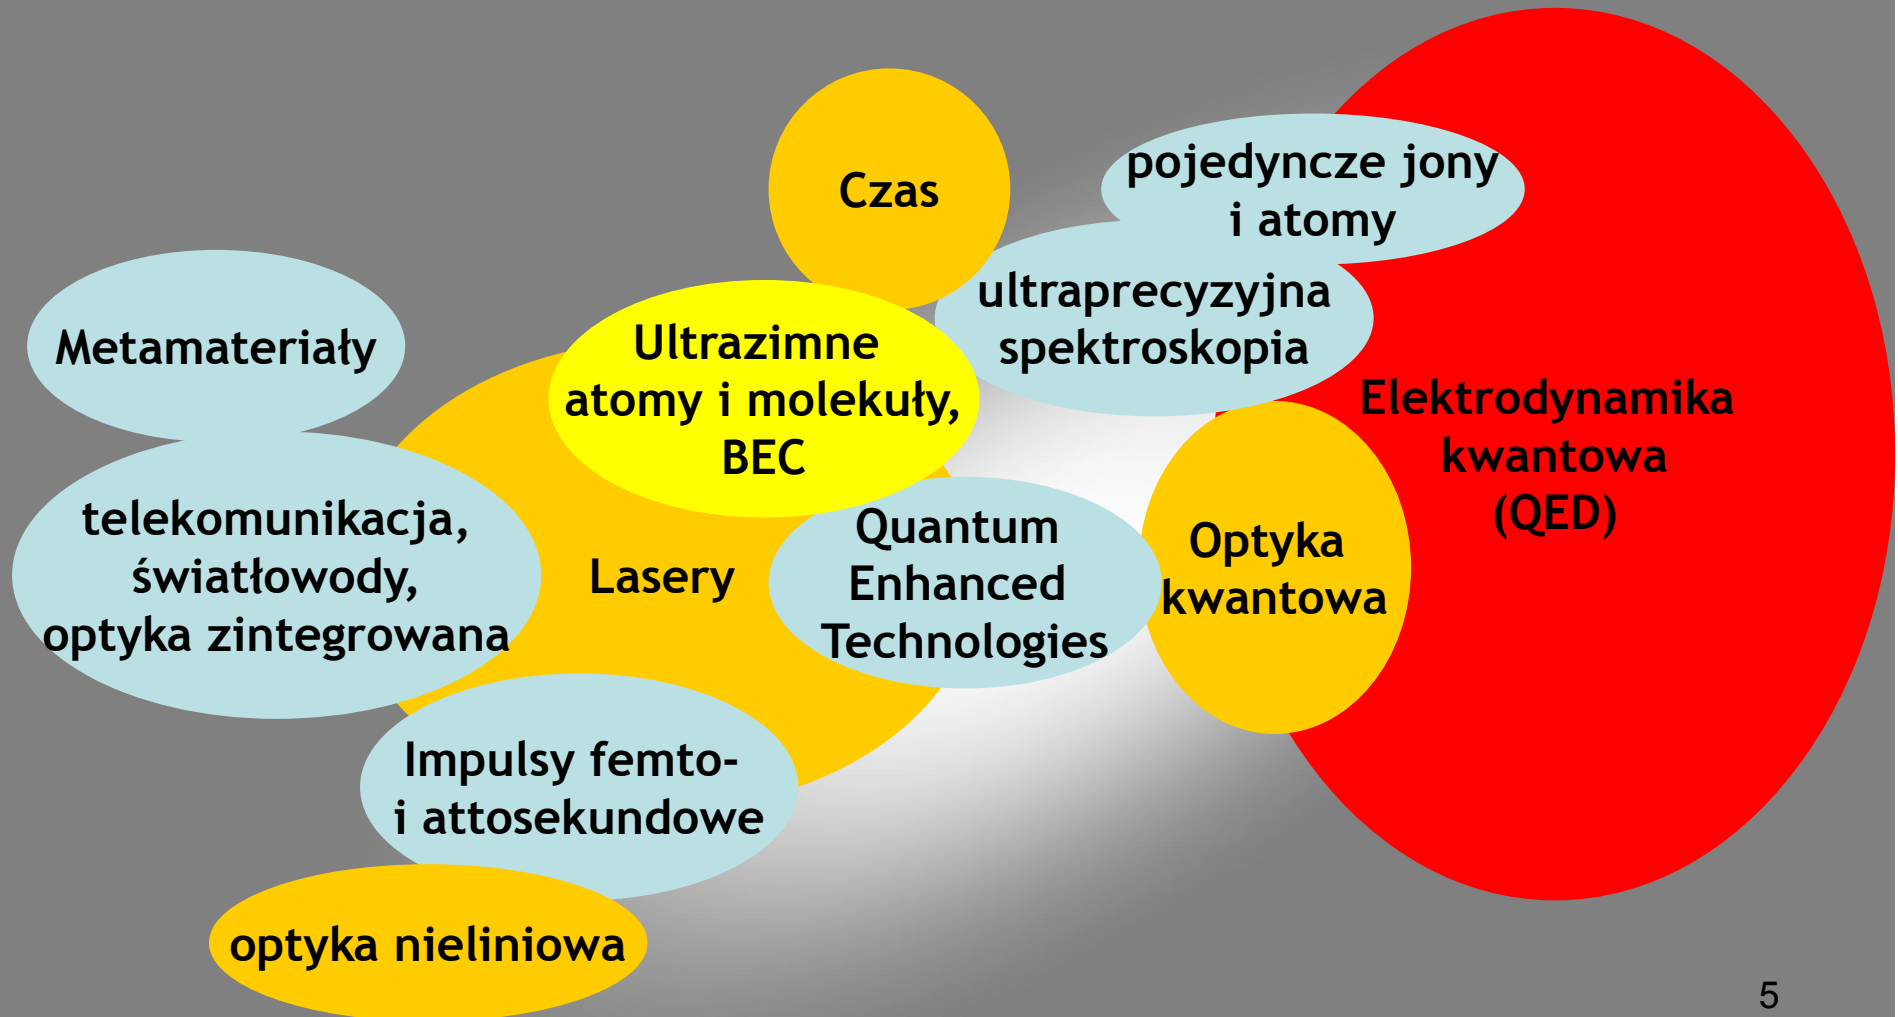 Czas
pojedyncze jony
i atomy
ultraprecyzyjna
spektroskopia
Metamateriały
Ultrazimne
atomy i molekuły,
BEC
Elektrodynamika
kwantowa
(QED)
telekomunikacja,
światłowody,
optyka zintegrowana
Lasery
Quantum
Enhanced
Technologies
Optyka
kwantowa
Impulsy femto-
i attosekundowe
optyka nieliniowa
5